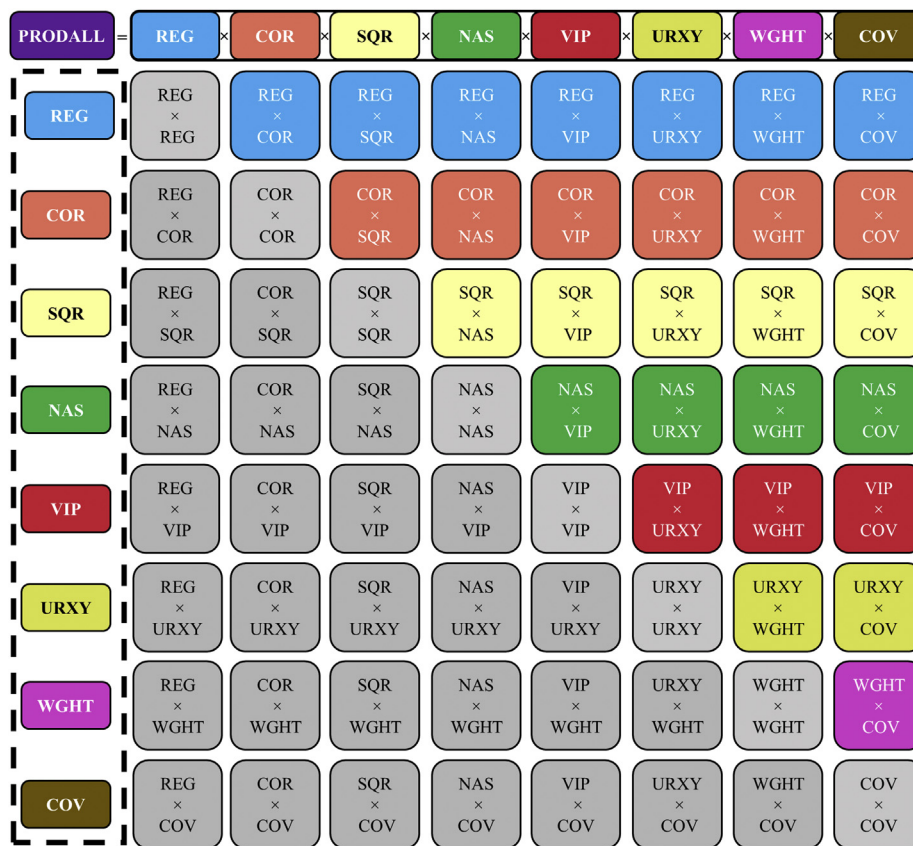 PRODALL = REG × COR × SQR × NAS × VIP × URXY × WGHT × COV
REG
REG × REG
REG × COR
REG × SQR
REG × NAS
REG × VIP
REG × URXY
REG × WGHT
REG × COV
COR
REG × COR
COR × COR
COR × SQR
COR × NAS
COR × VIP
COR × URXY
COR × WGHT
COR × COV
SQR
REG × SQR
COR × SQR
SQR × SQR
SQR × NAS
SQR × VIP
SQR × URXY
SQR × WGHT
SQR × COV
NAS
REG × NAS
COR × NAS
SQR × NAS
NAS × NAS
NAS × VIP
NAS × URXY
NAS × WGHT
NAS × COV
VIP
REG × VIP
COR × VIP
SQR × VIP
NAS × VIP
VIP × VIP
VIP × URXY
VIP × WGHT
VIP × COV
URXY
REG × URXY
COR × URXY
SQR × URXY
NAS × URXY
VIP × URXY
URXY × URXY
URXY × WGHT
URXY × COV
WGHT
REG × WGHT
COR × WGHT
SQR × WGHT
NAS × WGHT
VIP × WGHT
URXY × WGHT
WGHT × WGHT
WGHT × COV
COV
REG × COV
COR × COV
SQR × COV
NAS × COV
VIP × COV
URXY × COV
WGHT × COV
COV × COV